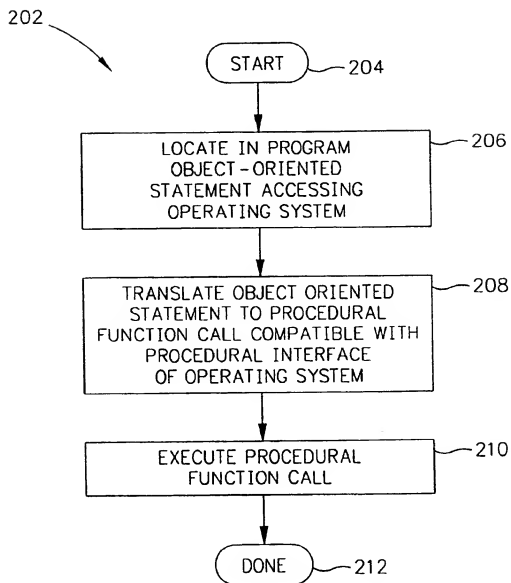 202
START
204
LOCATE IN PROGRAM
OBJECT-ORIENTED
STATEMENT ACCESSING
OPERATING SYSTEM
206
TRANSLATE OBJECT ORIENTED
STATEMENT TO PROCEDURAL
FUNCTION CALL COMPATIBLE WITH
PROCEDURAL INTERFACE
OF OPERATING SYSTEM
208
EXECUTE PROCEDURAL
FUNCTION CALL
210
DONE
212